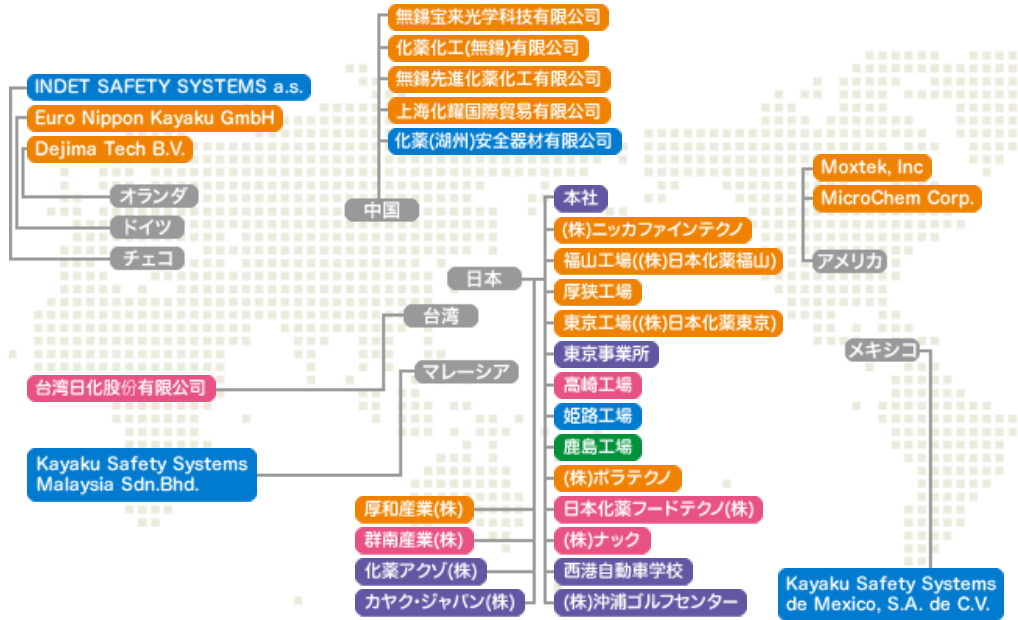 無錫宝来光学科技有限公司
化薬化工(無錫)有限公司
無錫先進化薬化工有限公司
上海化耀国際貿易有限公司
化薬(湖州)安全器材有限公司
中国
INDET SAFETY SYSTEMS a.s.
Euro Nippon Kayaku GmbH
Dejima Tech B.V.
オランダ
ドイツ
チェコ
Moxtek, Inc
MicroChem Corp.
アメリカ
日本
本社
(株)ニッカファインテクノ
福山工場((株)日本化薬福山)
厚狭工場
東京工場((株)日本化薬東京)
東京事業所
高崎工場
姫路工場
鹿島工場
(株)ポラテクノ
日本化薬フードテクノ(株)
(株)ナック
西港自動車学校
(株)沖浦ゴルフセンター
厚和産業(株)
群南産業(株)
化薬アクゾ(株)
カヤク・ジャパン(株)
台湾
台湾日化股份有限公司
マレーシア
Kayaku Safety Systems
Malaysia Sdn.Bhd.
メキシコ
Kayaku Safety Systems
de Mexico, S.A. de C.V.